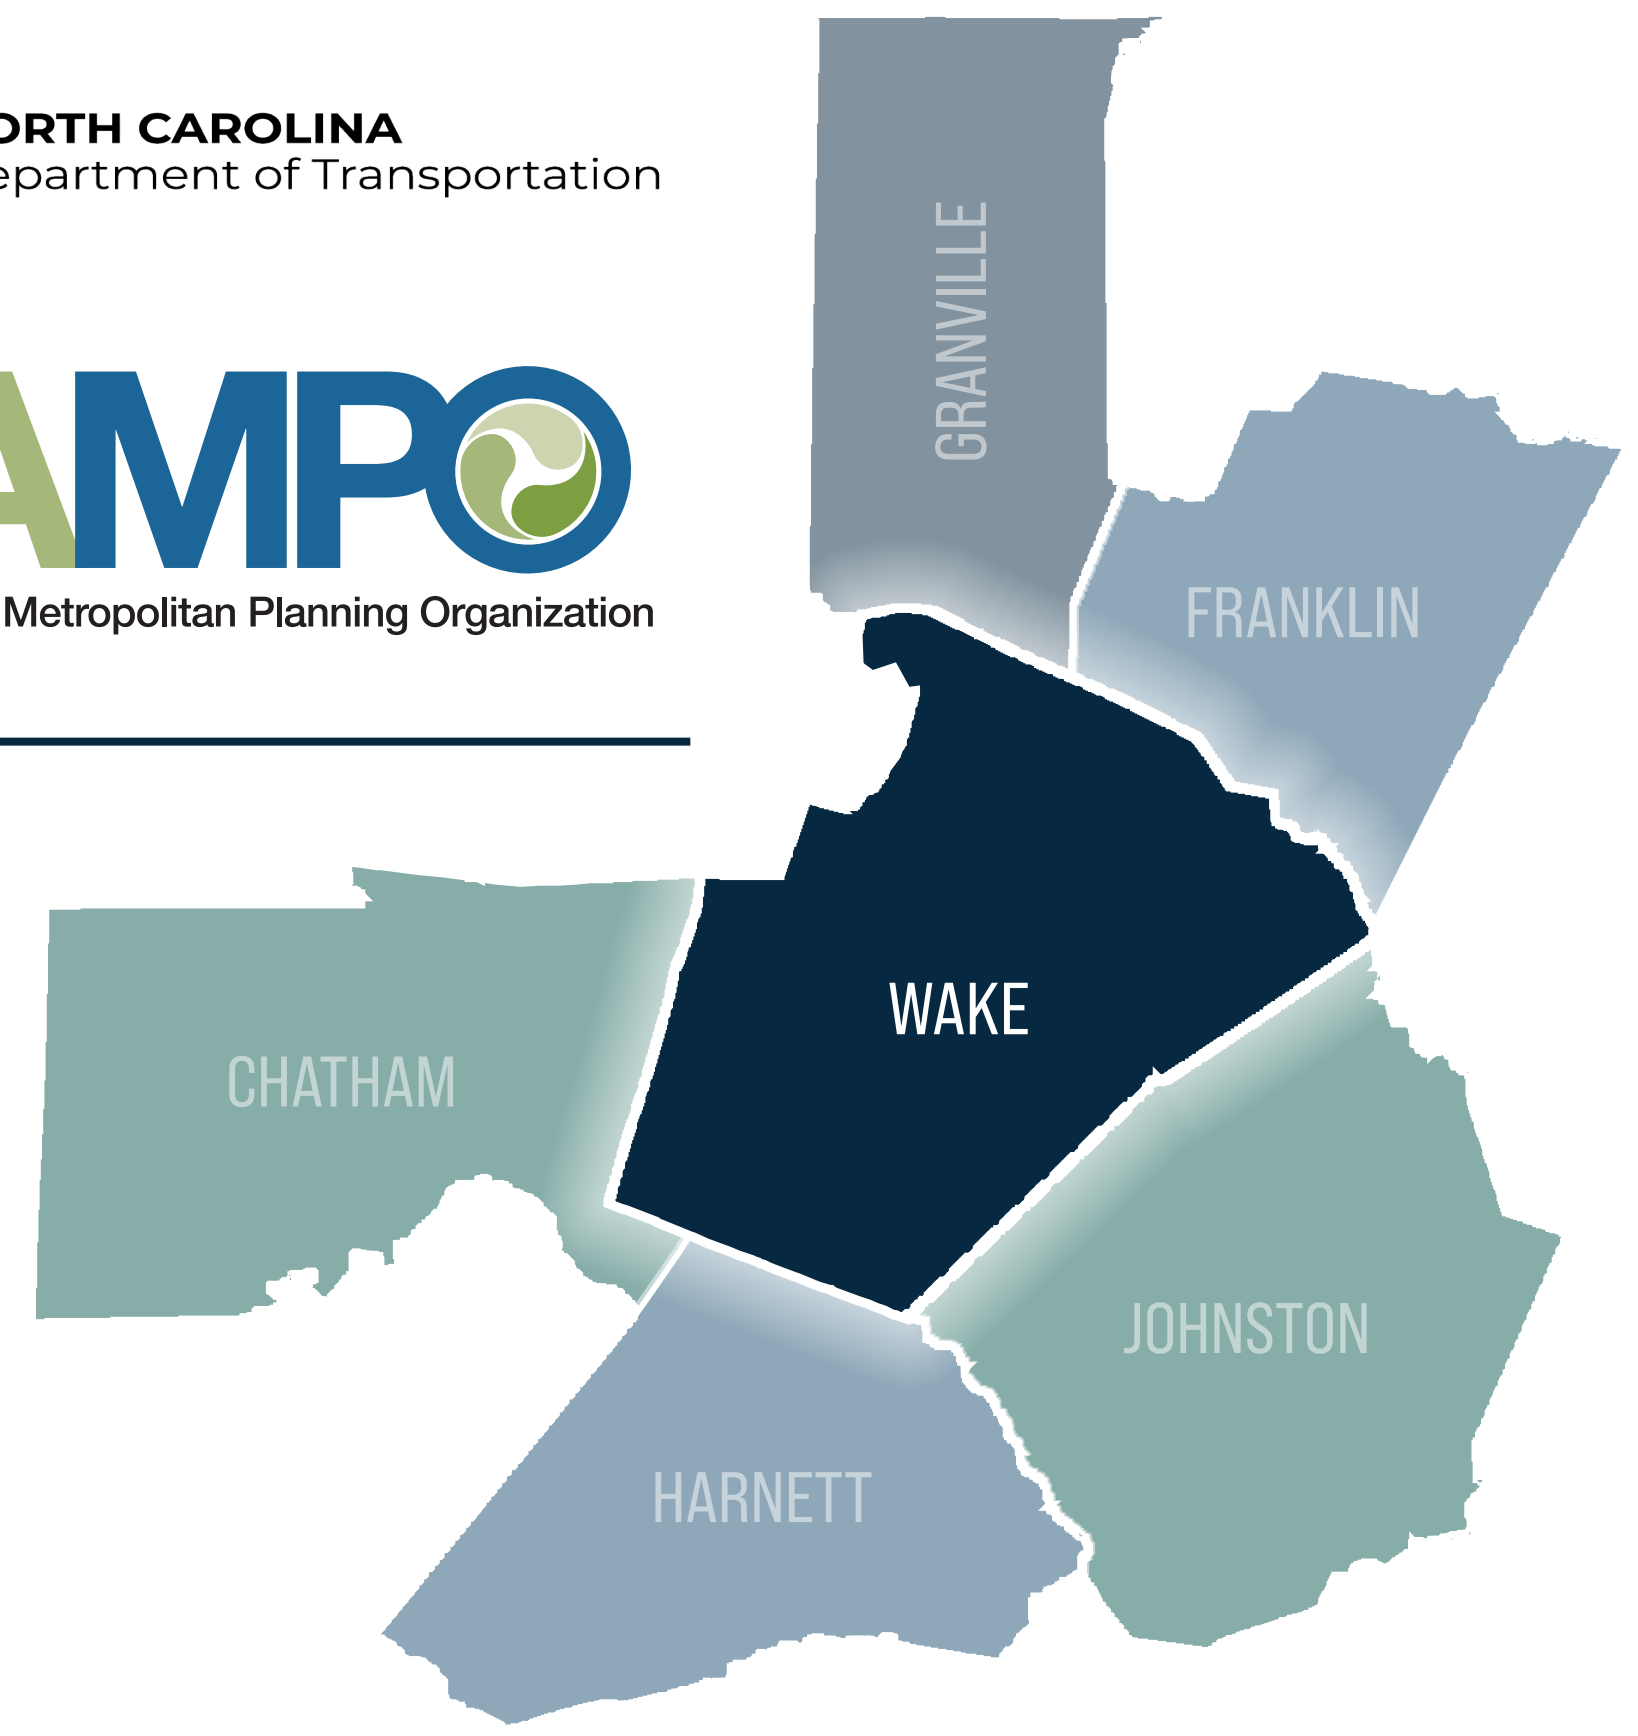 ORTH CAROLINA
epartment of Transportation
AMPO
Metropolitan Planning Organization
GRANVILLE
FRANKLIN
WAKE
CHATHAM
JOHNSTON
HARNETT